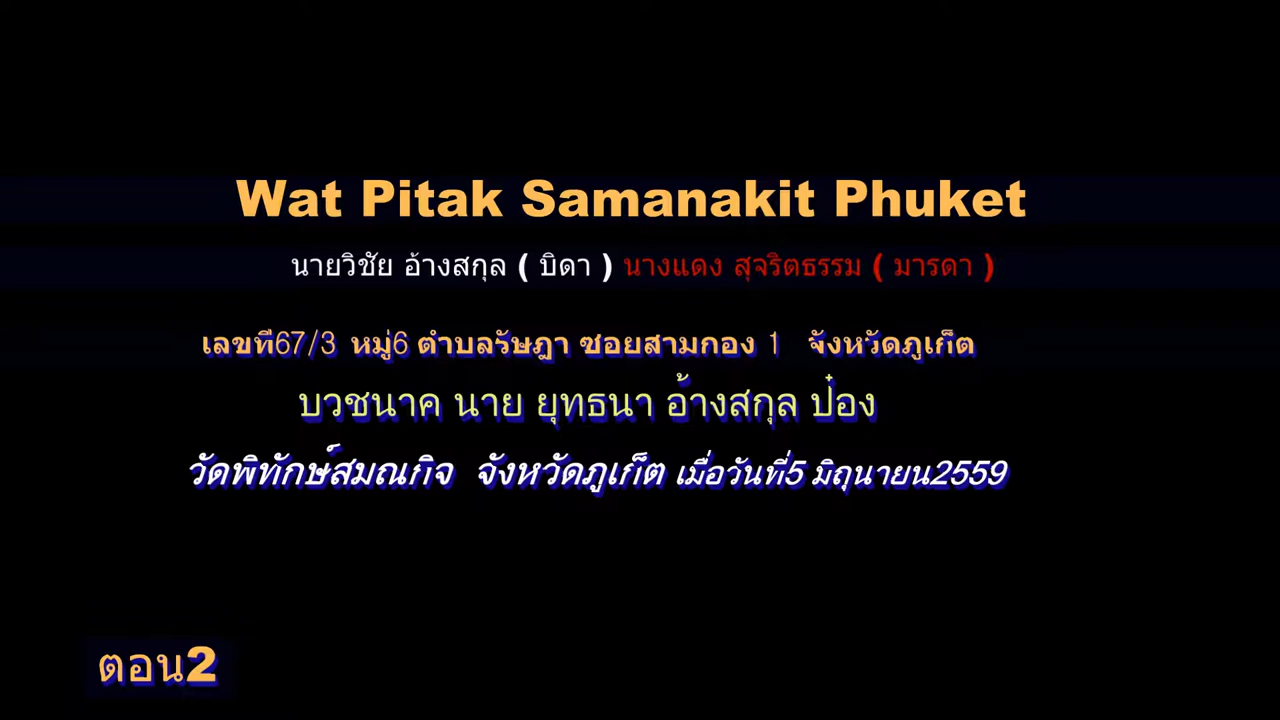 Wat Pitak Samanakit Phuket
นายวิชัย อ้างสกุล ( บิดา ) นางแดง สุจริตธรรม ( มารดา )
เลขที่67/3 หมู่6 ตำบลรัษฎา ซอยสามกอง 1 จังหวัดภูเก็ต
บวชนาค นาย ยุทธนา อ้างสกุล ป๋อง
วัดพิทักษ์สมณกิจ จังหวัดภูเก็ต เมื่อวันที่5 มิถุนายน2559
ตอน2